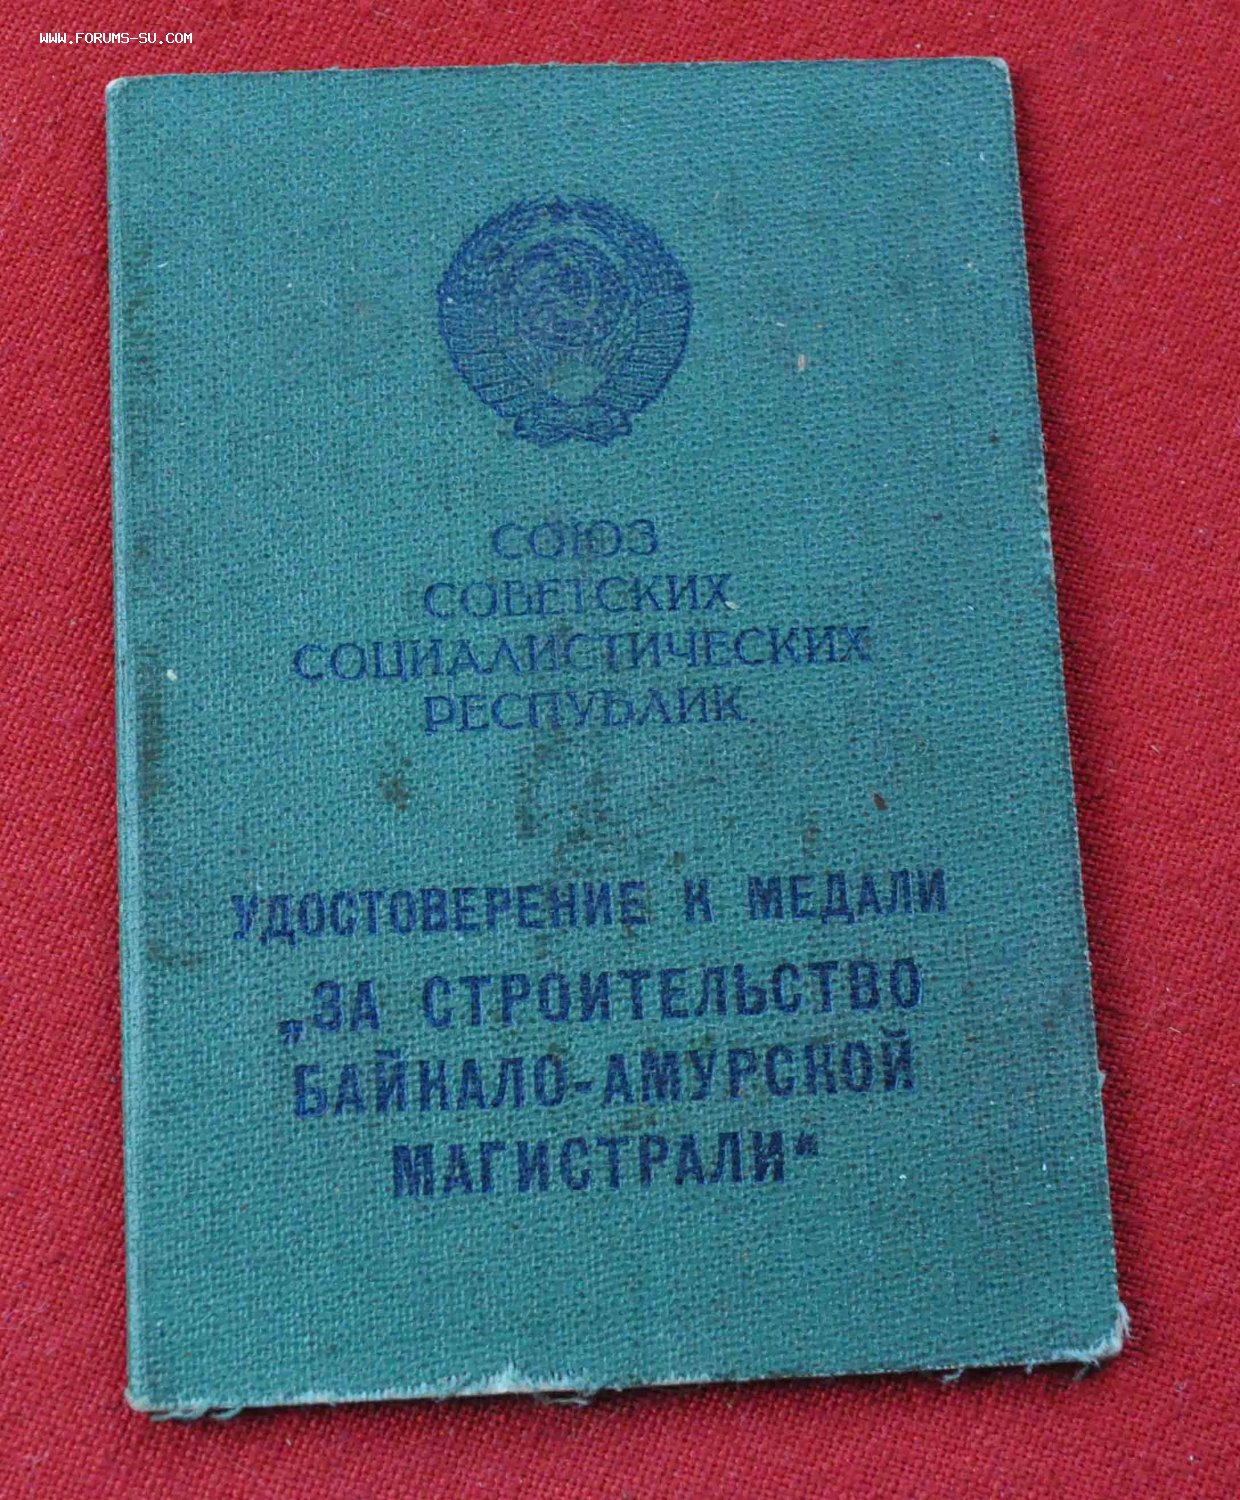 www.forums-su.com
СОЮЗ
СОВЕТСКИХ
СОЦИАЛИСТИЧЕСКИХ
РЕСПУБЛИК
УДОСТОВЕРЕНИЕ К МЕДАЛИ
„ЗА СТРОИТЕЛЬСТВО
БАЙКАЛО-АМУРСКОЙ
МАГИСТРАЛИ“